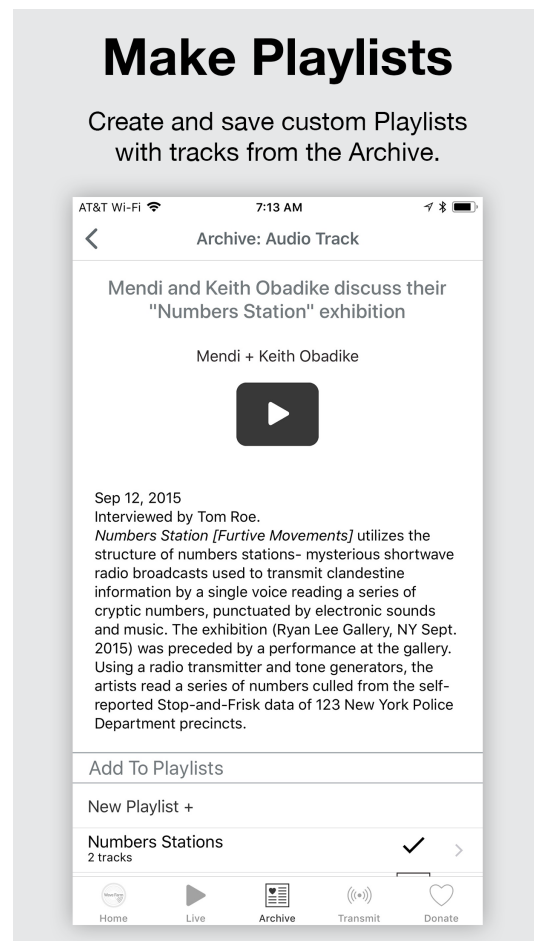 Make Playlists
Create and save custom Playlists
with tracks from the Archive.
AT&T Wi-Fi
7:13 AM
Archive: Audio Track
Mendi and Keith Obadike discuss their
"Numbers Station" exhibition
Mendi + Keith Obadike
Sep 12, 2015
Interviewed by Tom Roe.
Numbers Station [Furtive Movements] utilizes the
structure of numbers stations- mysterious shortwave
radio broadcasts used to transmit clandestine
information by a single voice reading a series of
cryptic numbers, punctuated by electronic sounds
and music. The exhibition (Ryan Lee Gallery, NY Sept.
2015) was preceded by a performance at the gallery.
Using a radio transmitter and tone generators, the
artists read a series of numbers culled from the self-
reported Stop-and-Frisk data of 123 New York Police
Department precincts.
Add To Playlists
New Playlist +
Numbers Stations
2 tracks
Home Live Archive Transmit Donate